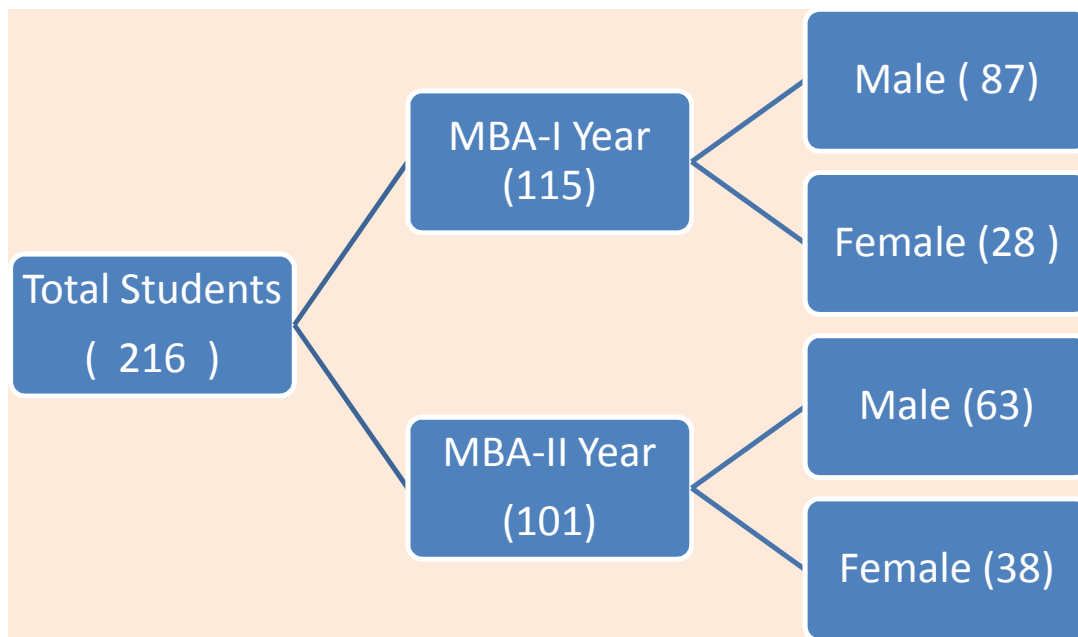 Total Students
( 216 )
MBA-I Year
(115)
Male ( 87)
Female (28 )
MBA-II Year
(101)
Male (63)
Female (38)